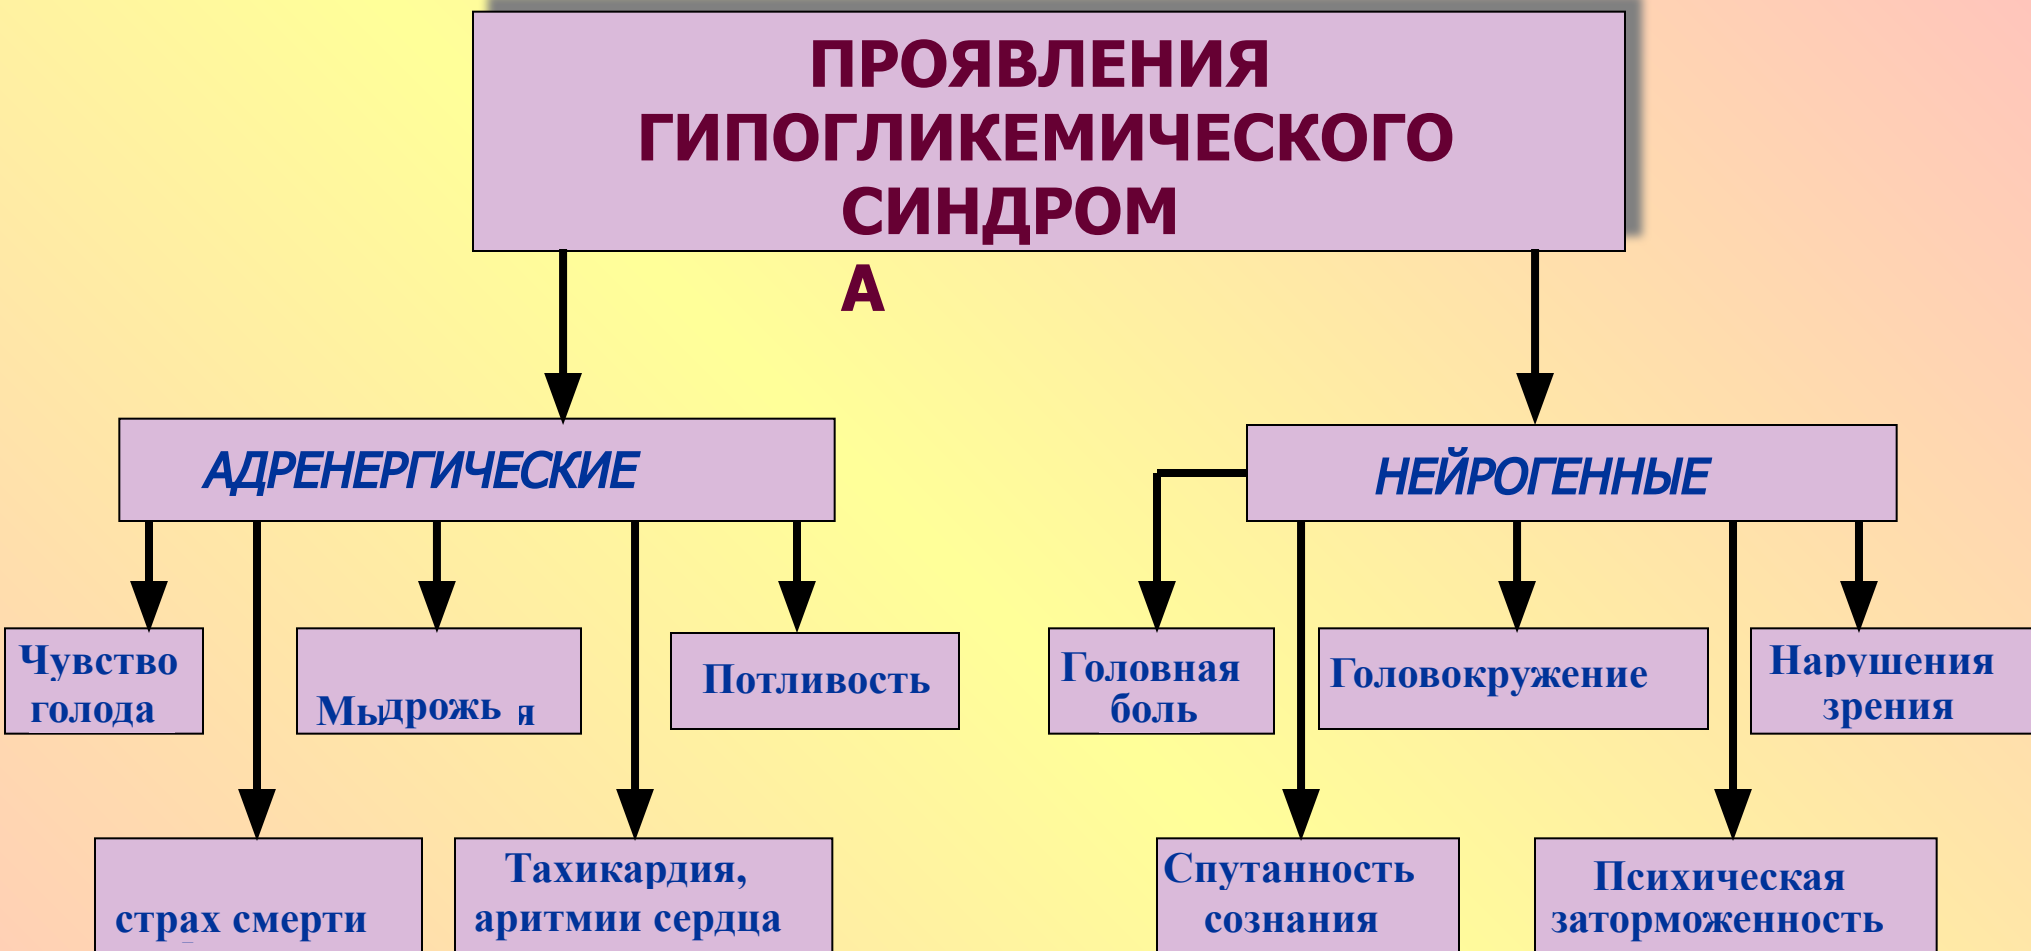 ПРОЯВЛЕНИЯ
ГИПОГЛИКЕМИЧЕСКОГО
СИНДРОМ
А
АДРЕНЕРГИЧЕСКИЕ
НЕЙРОГЕННЫЕ
Чувство
голода
дрожь
Потливость
Головная
боль
Головокружение
Нарушения
зрения
страх смерти
Тахикардия,
аритмии сердца
Спутанность
сознания
Психическая
заторможенность